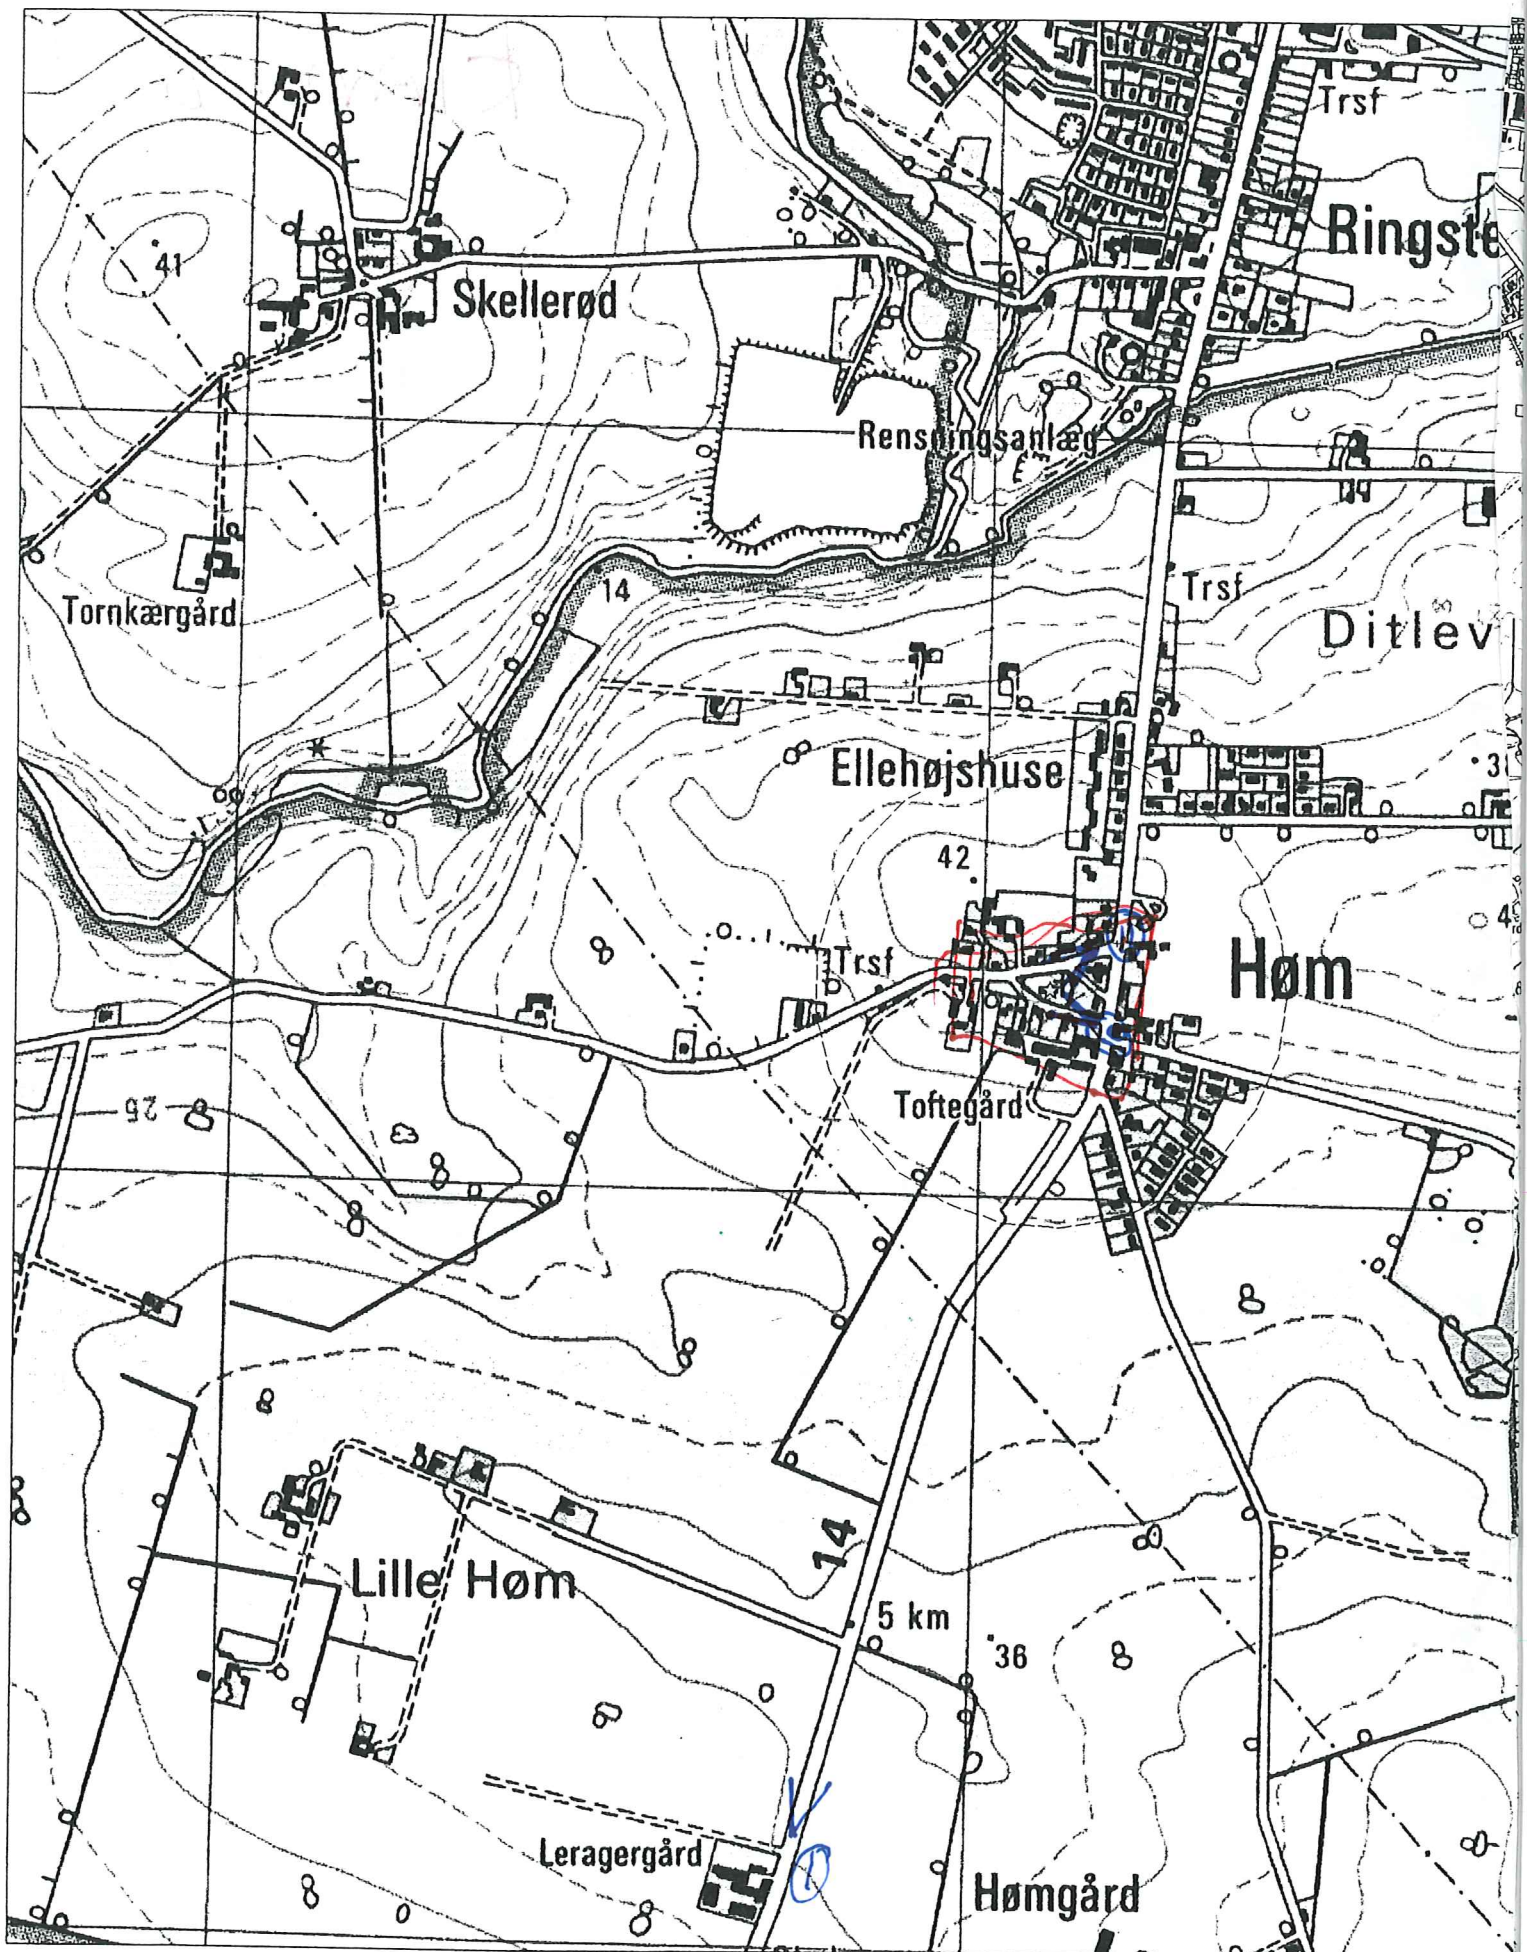 Trsf
Ringste
41
Skellerød
Rensningsanlæg
14
Trsf
Tornkærgård
Ditlev
Ellehøjshuse
42
Høm
Trsf
Toftegård
25
14
Lille Høm
5 km
36
Leragergård
1
Hømgård